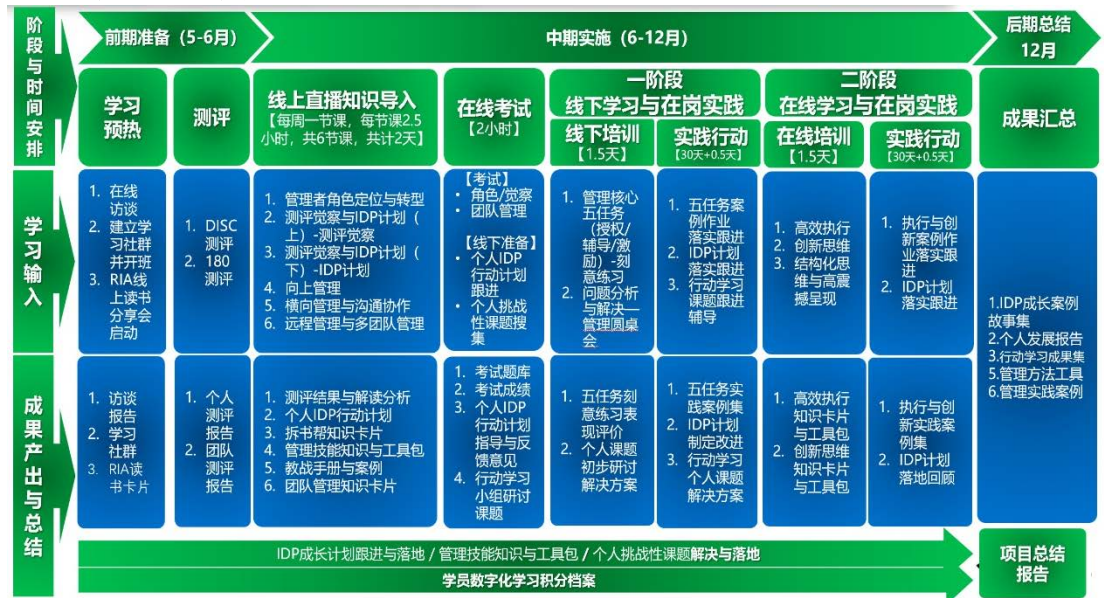 阶段与时间安排
前期准备（5-6月）
中期实施（6-12月）
后期总结
12月
学习
预热
测评
线上直播知识导入
【每周一节课，每节课2.5
小时，共6节课，共计2天】
在线考试
【2小时】
一阶段
线下学习与在岗实践
线下培训
【1.5天】
实践行动
【30天+0.5天】
二阶段
在线学习与在岗实践
在线培训
【1.5天】
实践行动
【30天+0.5天】
成果汇总
学习输入
1. 在线
访谈
2. 建立学
习社群
并开班
3. RIA线
上读书
分享会
启动
1. DISC
测评
2. 180
测评
1. 管理者角色定位与转型
2. 测评觉察与IDP计划（
上）-测评觉察
3. 测评觉察与IDP计划（
下）-IDP计划
4. 向上管理
5. 横向管理与沟通协作
6. 远程管理与多团队管理
【考试】
• 角色/觉察
• 团队管理
【线下准备】
• 个人IDP
行动计划
跟进
• 个人挑战
性课题搜
集
1. 管理核心
五任务
（授权/
辅导/激
励）-刻
意练习
2. 问题分析
与解决—
管理圆桌
会
1. 五任务案
例作业
落实跟进
2. IDP计划
落实跟进
3. 行动学习
课题跟进
辅导
1. 高效执行
2. 创新思维
3. 结构化思
维与高震
撼呈现
1. 执行与创
新案例作
业落实跟
进
2. IDP计划
落实跟进
1.IDP成长案例
故事集
2.个人发展报告
3.行动学习成果集
5.管理方法工具
6.管理实践案例
成果产出与总结
1. 访谈
报告
2. 学习
社群
3. RIA读
书卡片
1. 个人
测评
报告
2. 团队
测评
报告
1. 测评结果与解读分析
2. 个人IDP行动计划
3. 拆书帮知识卡片
4. 管理技能知识与工具包
5. 教战手册与案例
6. 团队管理知识卡片
1. 考试题库
2. 考试成绩
3. 个人IDP
行动计划
指导与反
馈意见
4. 行动学习
小组研讨
课题
1. 五任务刻
意练习表
现评价
2. 个人课题
初步研讨
解决方案
1. 五任务实
践案例集
2. IDP计划
制定改进
3. 行动学习
个人课题
解决方案
1. 高效执行
知识卡片
与工具包
2. 创新思维
知识卡片
与工具包
1. 执行与创
新实践案
例集
2. IDP计划
落地回顾
IDP成长计划跟进与落地 / 管理技能知识与工具包 / 个人挑战性课题解决与落地
学员数字化学习积分档案
项目总结
报告